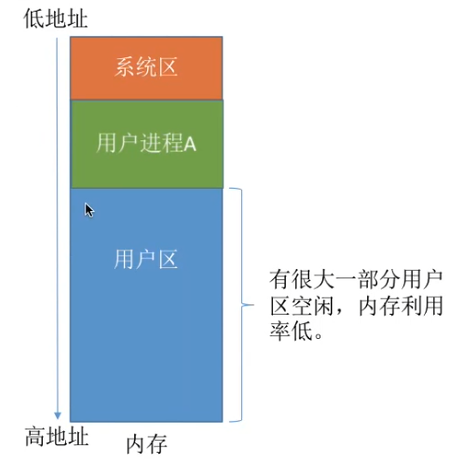 低地址
系统区
用户进程A
用户区
有很大一部分用户
区空闲，内存利用
率低。
高地址
内存